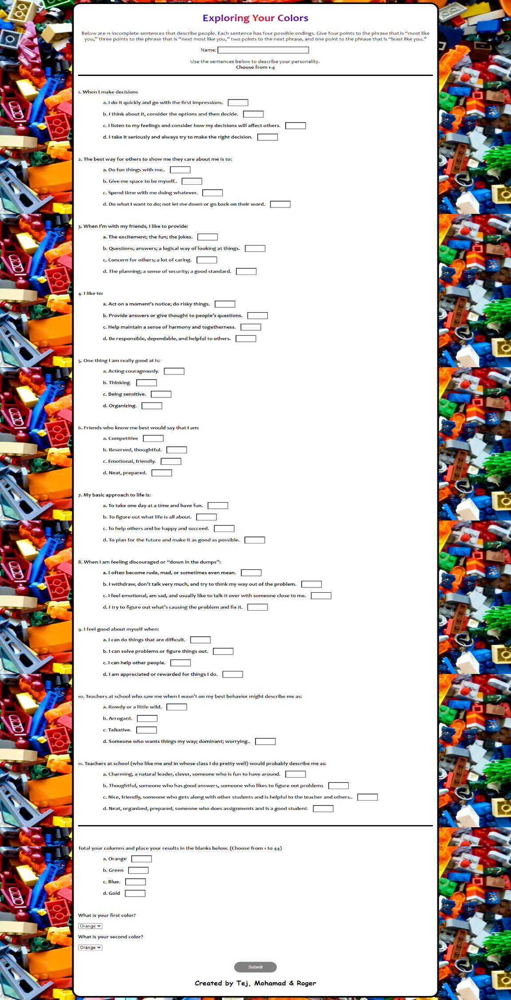 Exploring Your Colors
Below are 11 incomplete sentences that describe people. Each sentence has four possible endings. Give four points to the phrase that is “most like
you,” three points to the phrase that is “next most like you,” two points to the next phrase, and one point to the phrase that is “least like you.”
Name:
Use the sentences below to describe your personality.
Choose from 1-4
1. When I make decisions
a. I do it quickly and go with the first impressions.
b. I think about it, consider the options and then decide.
c. I listen to my feelings and consider how my decisions will affect others.
d. I take it seriously and always try to make the right decision.
2. The best way for others to show me they care about me is to:
a. Do fun things with me..
b. Give me space to be myself..
c. Spend time with me doing whatever.
d. Do what I want to do; not let me down or go back on their word.
3. When I’m with my friends, I like to provide:
a. The excitement; the fun; the jokes.
b. Questions; answers; a logical way of looking at things.
c. Concern for others; a lot of caring.
d. The planning; a sense of security; a good standard.
4. I like to:
a. Act on a moment’s notice; do risky things.
b. Provide answers or give thought to people’s questions.
c. Help maintain a sense of harmony and togetherness.
d. Be responsible, dependable, and helpful to others.
5. One thing I am really good at is:
a. Acting courageously.
b. Thinking.
c. Being sensitive.
d. Organizing.
6. Friends who know me best would say that I am:
a. Competitive
b. Reserved, thoughtful.
c. Emotional, friendly.
d. Neat, prepared.
7. My basic approach to life is:
a. To take one day at a time and have fun.
b. To figure out what life is all about.
c. To help others and be happy and succeed.
d. To plan for the future and make it as good as possible.
8. When I am feeling discouraged or “down in the dumps”:
a. I often become rude, mad, or sometimes even mean.
b. I withdraw, don’t talk very much, and try to think my way out of the problem.
c. I feel emotional, am sad, and usually like to talk it over with someone close to me.
d. I try to figure out what’s causing the problem and fix it.
9. I feel good about myself when:
a. I can do things that are difficult.
b. I can solve problems or figure things out.
c. I can help other people.
d. I am appreciated or rewarded for things I do.
10. Teachers at school who saw me when I wasn’t on my best behavior might describe me as:
a. Rowdy or a little wild.
b. Arrogant.
c. Talkative.
d. Someone who wants things my way; dominant; worrying..
11. Teachers at school (who like me and in whose class I do pretty well) would probably describe me as:
a. Charming, a natural leader, clever, someone who is fun to have around.
b. Thoughtful, someone who has good answers, someone who likes to figure out problems
c. Nice, friendly, someone who gets along with other students and is helpful to the teacher and others..
d. Neat, organized, prepared, someone who does assignments and is a good student.
Total your columns and place your results in the blanks below. (Choose from 1 to 44)
a. Orange
b. Green
c. Blue.
d. Gold
What is your first color?
Orange
What is your second color?
Orange
Submit
Created by Tej, Mohamad & Roger